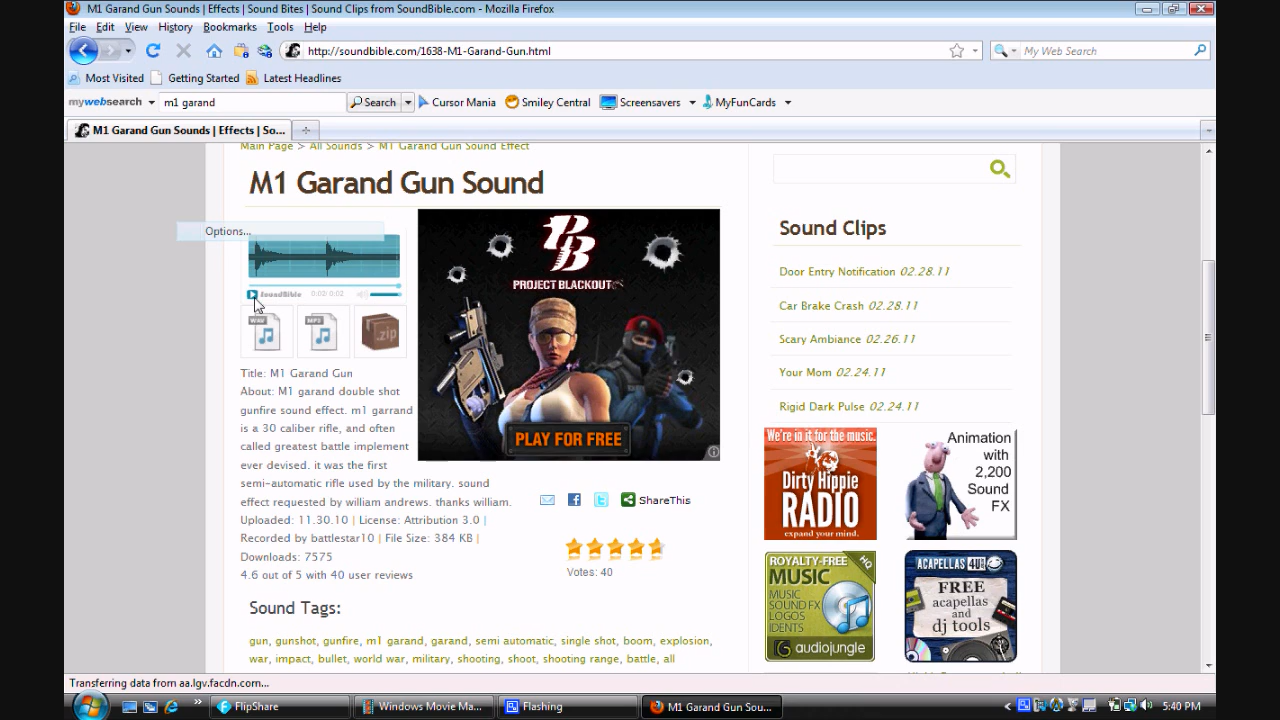 M1 Garand Gun Sounds | Effects | Sound Bites | Sound Clips from SoundBible.com - Mozilla Firefox
File Edit View History Bookmarks Tools Help
http://soundbible.com/1638-M1-Garand-Gun.html
My Web Search
Most Visited Getting Started Latest Headlines
mywebsearch m1 garand Search Cursor Mania Smiley Central Screensavers MyFunCards
M1 Garand Gun Sounds | Effects | So...
Main Page > All Sounds > M1 Garand Gun Sound Effect
M1 Garand Gun Sound
Options...
SoundBible 0:02/0:02
WAV MP3 .zip
Title: M1 Garand Gun
About: M1 garand double shot
gunfire sound effect. m1 garrand
is a 30 caliber rifle, and often
called greatest battle implement
ever devised. it was the first
semi-automatic rifle used by the military. sound
effect requested by william andrews. thanks william.
Uploaded: 11.30.10 | License: Attribution 3.0 |
Recorded by battlestar10 | File Size: 384 KB |
Downloads: 7575
4.6 out of 5 with 40 user reviews
PB
PROJECT BLACKOUT
PLAY FOR FREE
ShareThis
Votes: 40
Sound Tags:
gun, gunshot, gunfire, m1 garand, garand, semi automatic, single shot, boom, explosion,
war, impact, bullet, world war, military, shooting, shoot, shooting range, battle, all
Sound Clips
Door Entry Notification 02.28.11
Car Brake Crash 02.28.11
Scary Ambiance 02.26.11
Your Mom 02.24.11
Rigid Dark Pulse 02.24.11
We're in it for the music.
Dirty Hippie
RADIO
expand your mind.
Animation
with
2,200
Sound
FX
ROYALTY-FREE HQ
MUSIC
MUSIC
SOUND FX
LOGOS
IDENTS
audiojungle
ACAPELLAS 4U
FREE
acapellas
and
dj tools
Transferring data from aa.lgv.facdn.com...
FlipShare Windows Movie Ma... Flashing M1 Garand Gun Sou... 5:40 PM